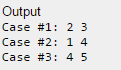 Output
Case #1: 2 3
Case #2: 1 4
Case #3: 4 5